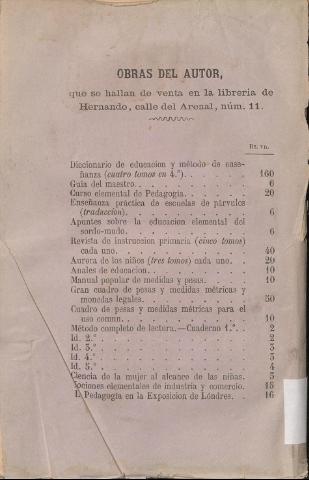 OBRAS DEL AUTOR,
que se hallan de venta en la libreria de
Hernando, calle del Arenal, núm. 11.
Rs. vn.
Diccionario de educacion y método de ense-
ñanza (cuatro tomos en 4.º). . . . . . 160
Guia del maestro. . . . . . . . . . . 6
Curso elemental de Pedagogía. . . . . . 20
Enseñanza práctica de escuelas de párvulos
(traduccion). . . . . . . . . . . . 6
Apuntes sobre la educacion elemental del
sordo-mudo. . . . . . . . . . . . 6
Revista de instruccion primaria (cinco tomos)
cada uno. . . . . . . . . . . . . 40
Aurora de los niños (tres tomos) cada uno. . . 20
Anales de educacion. . . . . . . . . . 10
Manual popular de medidas y pesas. . . . 10
Gran cuadro de pesas y medidas métricas y
monedas legales. . . . . . . . . . . 50
Cuadro de pesas y medidas métricas para el
uso comun. . . . . . . . . . . . . 10
Método completo de lectura.—Cuaderno 1.º. . 2
Id. 2.º . . . . . . . . . . . . . . 2
Id. 3.º . . . . . . . . . . . . . . 3
Id. 4.º . . . . . . . . . . . . . . 3
Id. 5.º . . . . . . . . . . . . . . 4
Ciencia de la mujer al alcance de las niñas.
ociones elementales de industria y comercio. 15
Pedagogía en la Exposicion de Lóndres. . 16